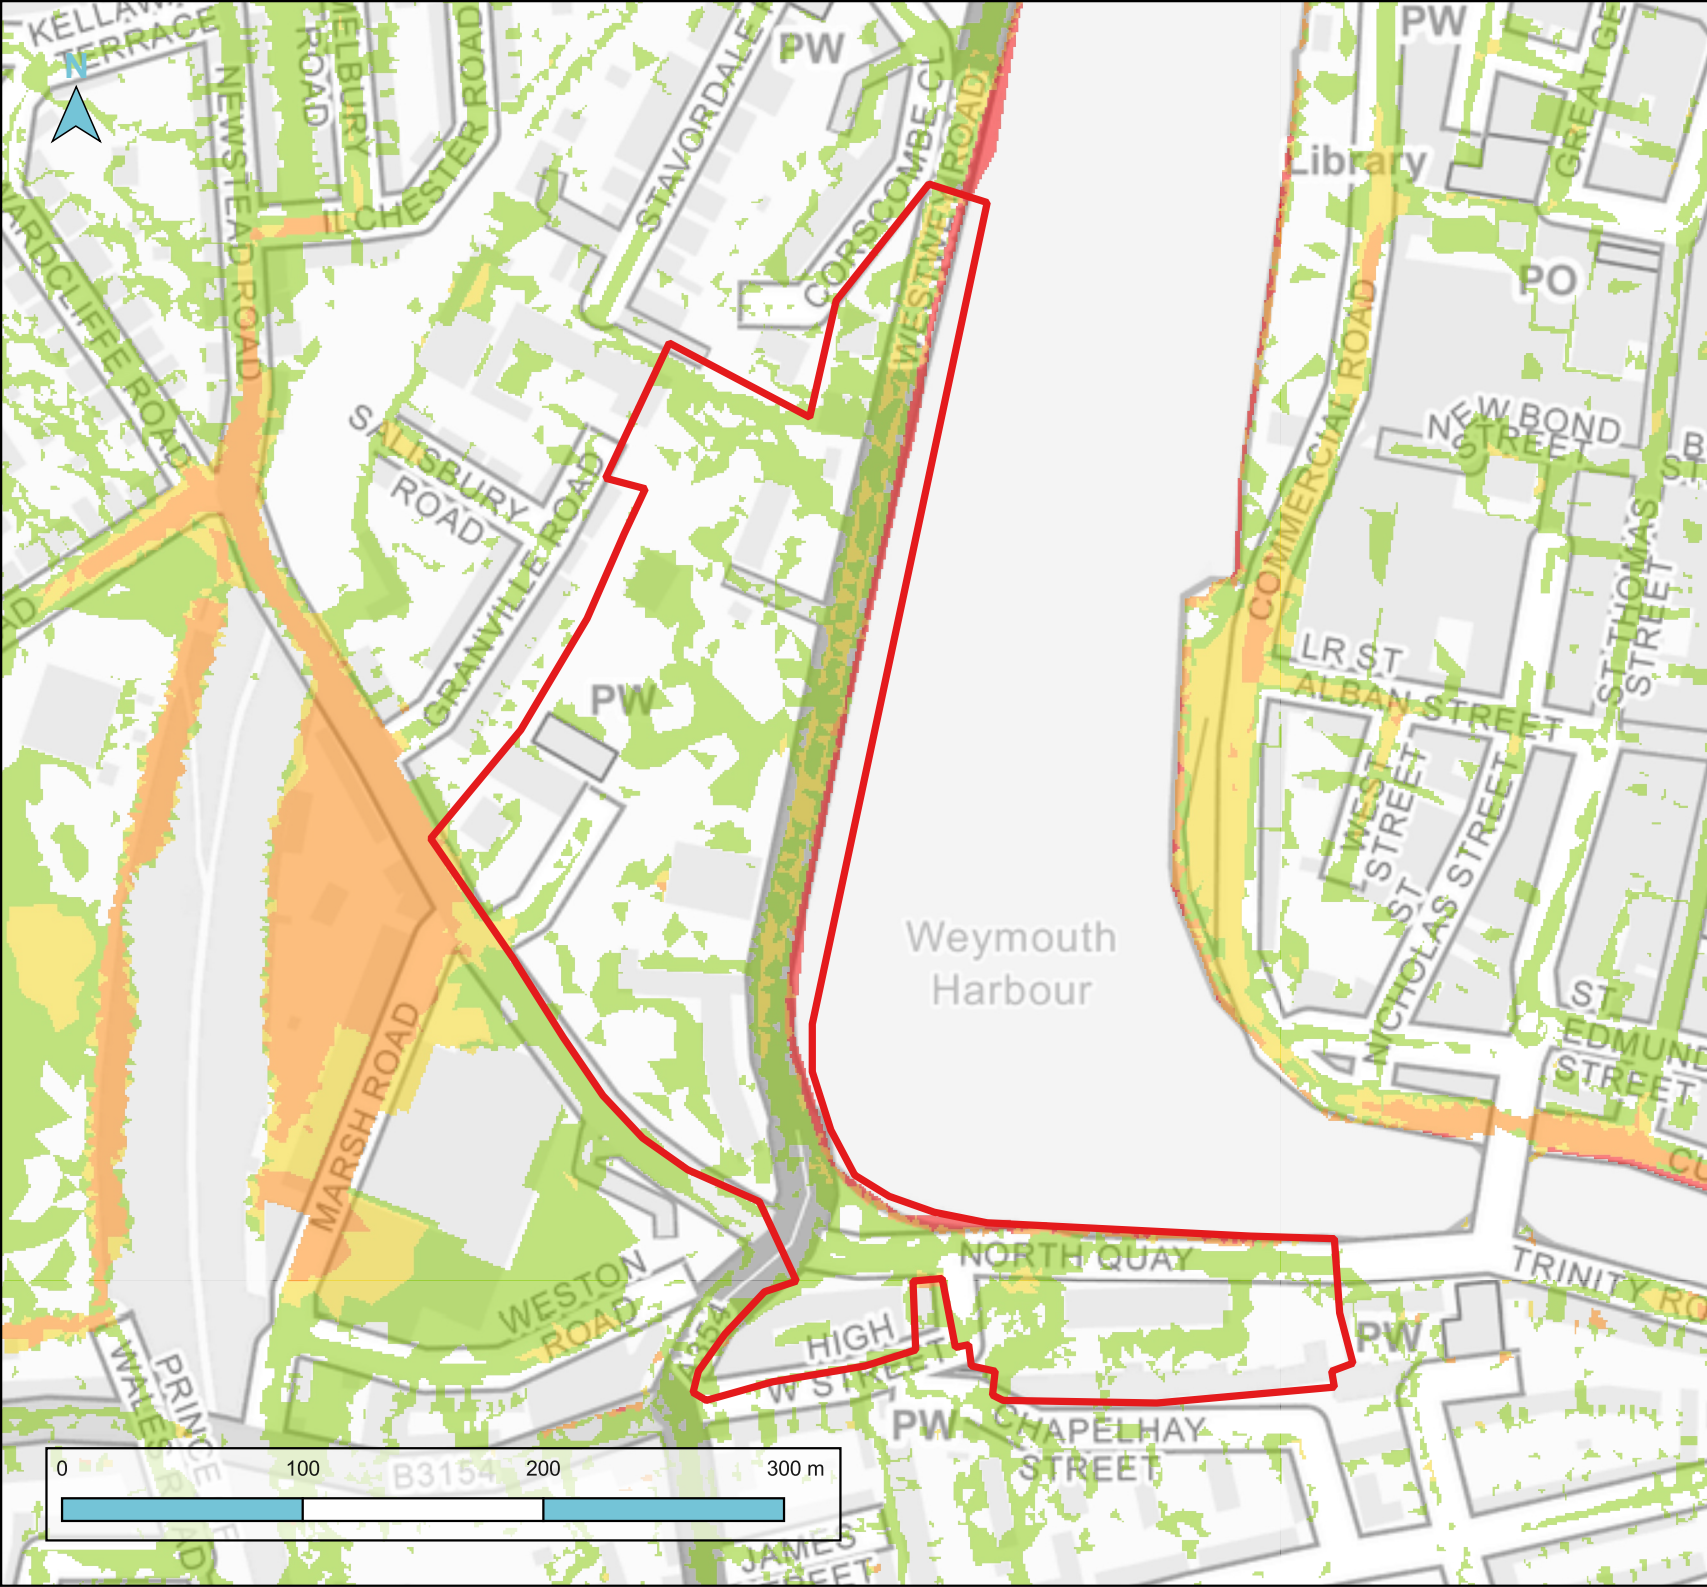 KELLAWAY
TERRACE
N
NEWSTEAD ROAD
MELBURY
ROAD
ILCHESTER ROAD
STAVORDALE
PW
CORSCOMBE CL
WESTWEY ROAD
PW
Library
GREAT GE
WARDCLIFFE ROAD
PO
COMMERCIAL ROAD
NEW BOND
STREET
ST THOMAS
STREET
SALISBURY
ROAD
GRANVILLE ROAD
AD
LR ST
ALBAN STREET
PW
WEST
STREET
ST
NICHOLAS STREET
Weymouth
Harbour
ST
EDMUND
STREET
MARSH ROAD
CU
NORTH QUAY
TRINITY RO
WESTON
ROAD
A354
HIGH
W STREET
PW
PW
CHAPELHAY
STREET
PRINCE
WALES ROAD
B3154
0 100 200 300 m
JAMES
STREET